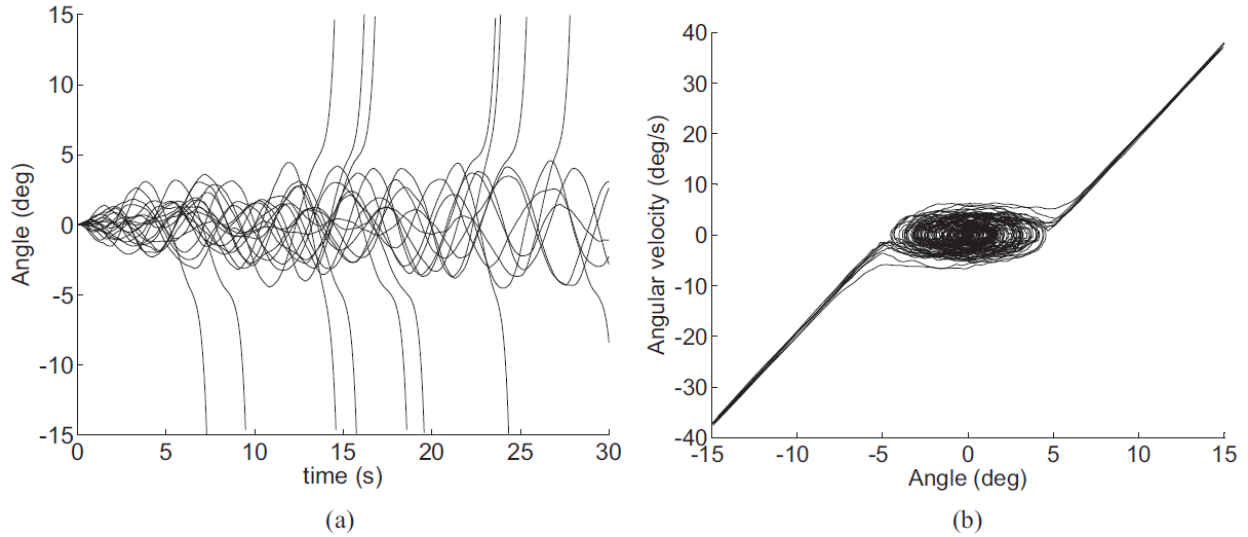 15
10
5
0
-5
-10
-15
Angle (deg)
0 5 10 15 20 25 30
time (s)
(a)
40
30
20
10
0
-10
-20
-30
-40
Angular velocity (deg/s)
-15 -10 -5 0 5 10 15
Angle (deg)
(b)